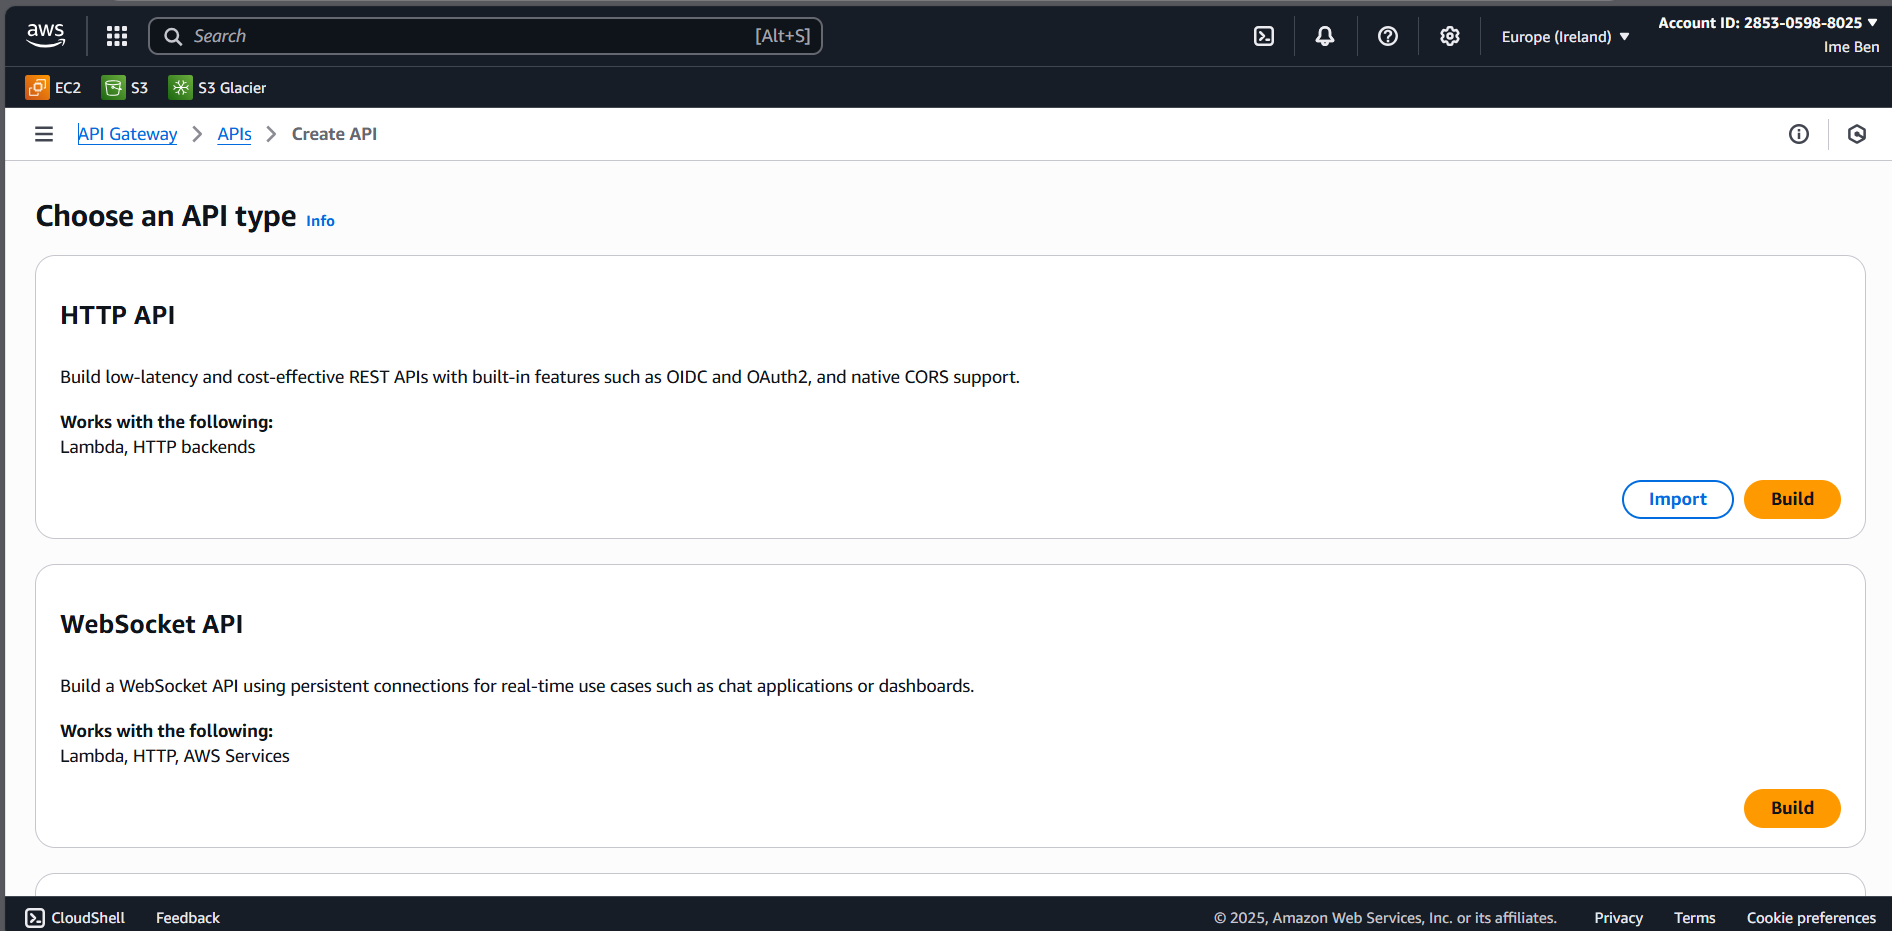 aws
Search [Alt+S]
Europe (Ireland)
Account ID: 2853-0598-8025
Ime Ben
EC2 S3 S3 Glacier
API Gateway APIs Create API
Choose an API type Info
HTTP API
Build low-latency and cost-effective REST APIs with built-in features such as OIDC and OAuth2, and native CORS support.
Works with the following:
Lambda, HTTP backends
Import Build
WebSocket API
Build a WebSocket API using persistent connections for real-time use cases such as chat applications or dashboards.
Works with the following:
Lambda, HTTP, AWS Services
Build
CloudShell Feedback © 2025, Amazon Web Services, Inc. or its affiliates. Privacy Terms Cookie preferences